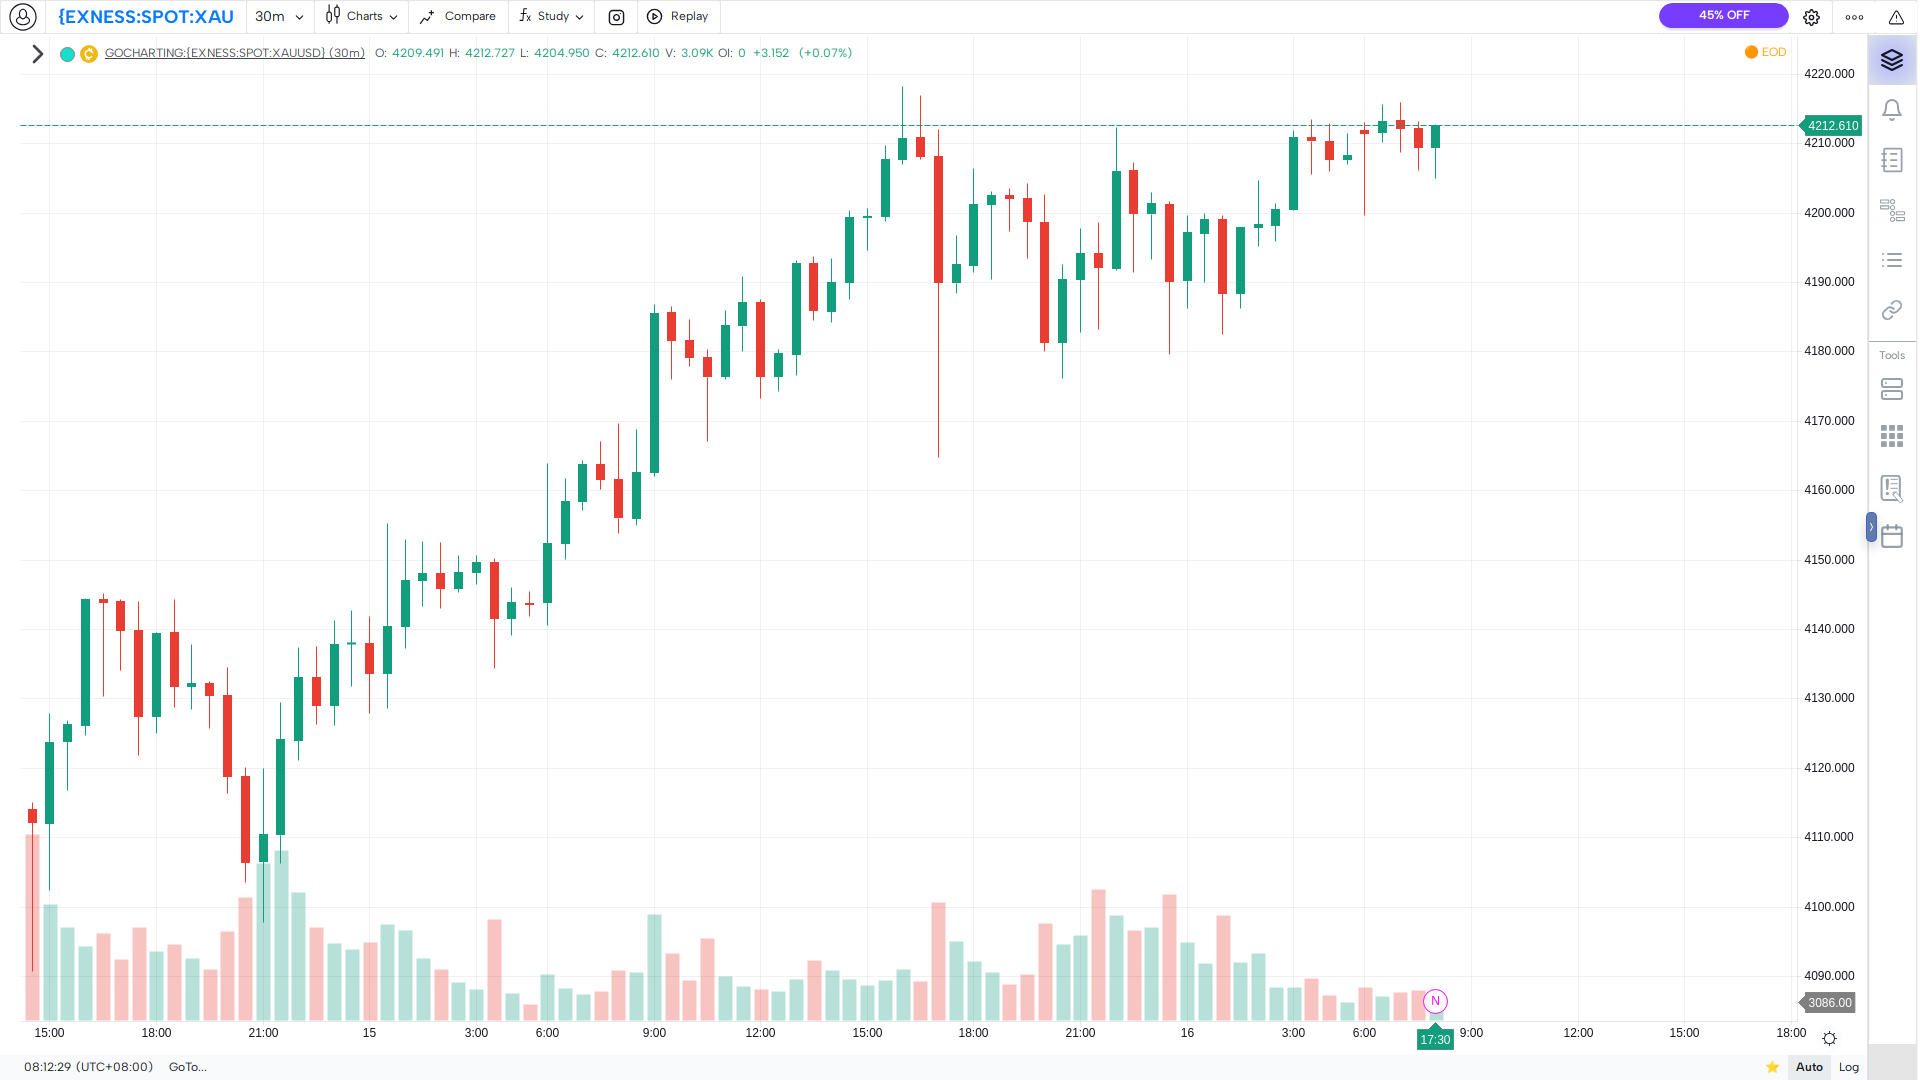 {EXNESS:SPOT:XAU 30m Charts Compare Study Replay 45% OFF
GOCHARTING:{EXNESS:SPOT:XAUUSD} (30m) O: 4209.491 H: 4212.727 L: 4204.950 C: 4212.610 V: 3.09K OI: 0 +3.152 (+0.07%)
EOD
4220.000
4212.610
4210.000
4200.000
4190.000
4180.000
4170.000
4160.000
4150.000
4140.000
4130.000
4120.000
4110.000
4100.000
4090.000
3086.00
Tools
N
15:00 18:00 21:00 15 3:00 6:00 9:00 12:00 15:00 18:00 21:00 16 3:00 6:00 9:00 12:00 15:00 18:00
17:30
08:12:29 (UTC+08:00) GoTo... Auto Log